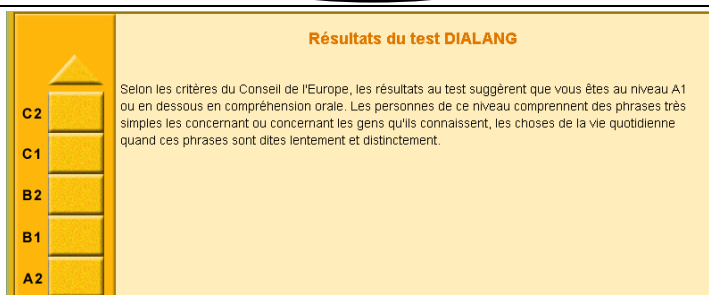 Résultats du test DIALANG
Selon les critères du Conseil de l'Europe, les résultats au test suggèrent que vous êtes au niveau A1
ou en dessous en compréhension orale. Les personnes de ce niveau comprennent des phrases très
simples les concernant ou concernant les gens qu'ils connaissent, les choses de la vie quotidienne
quand ces phrases sont dites lentement et distinctement.
C2
C1
B2
B1
A2